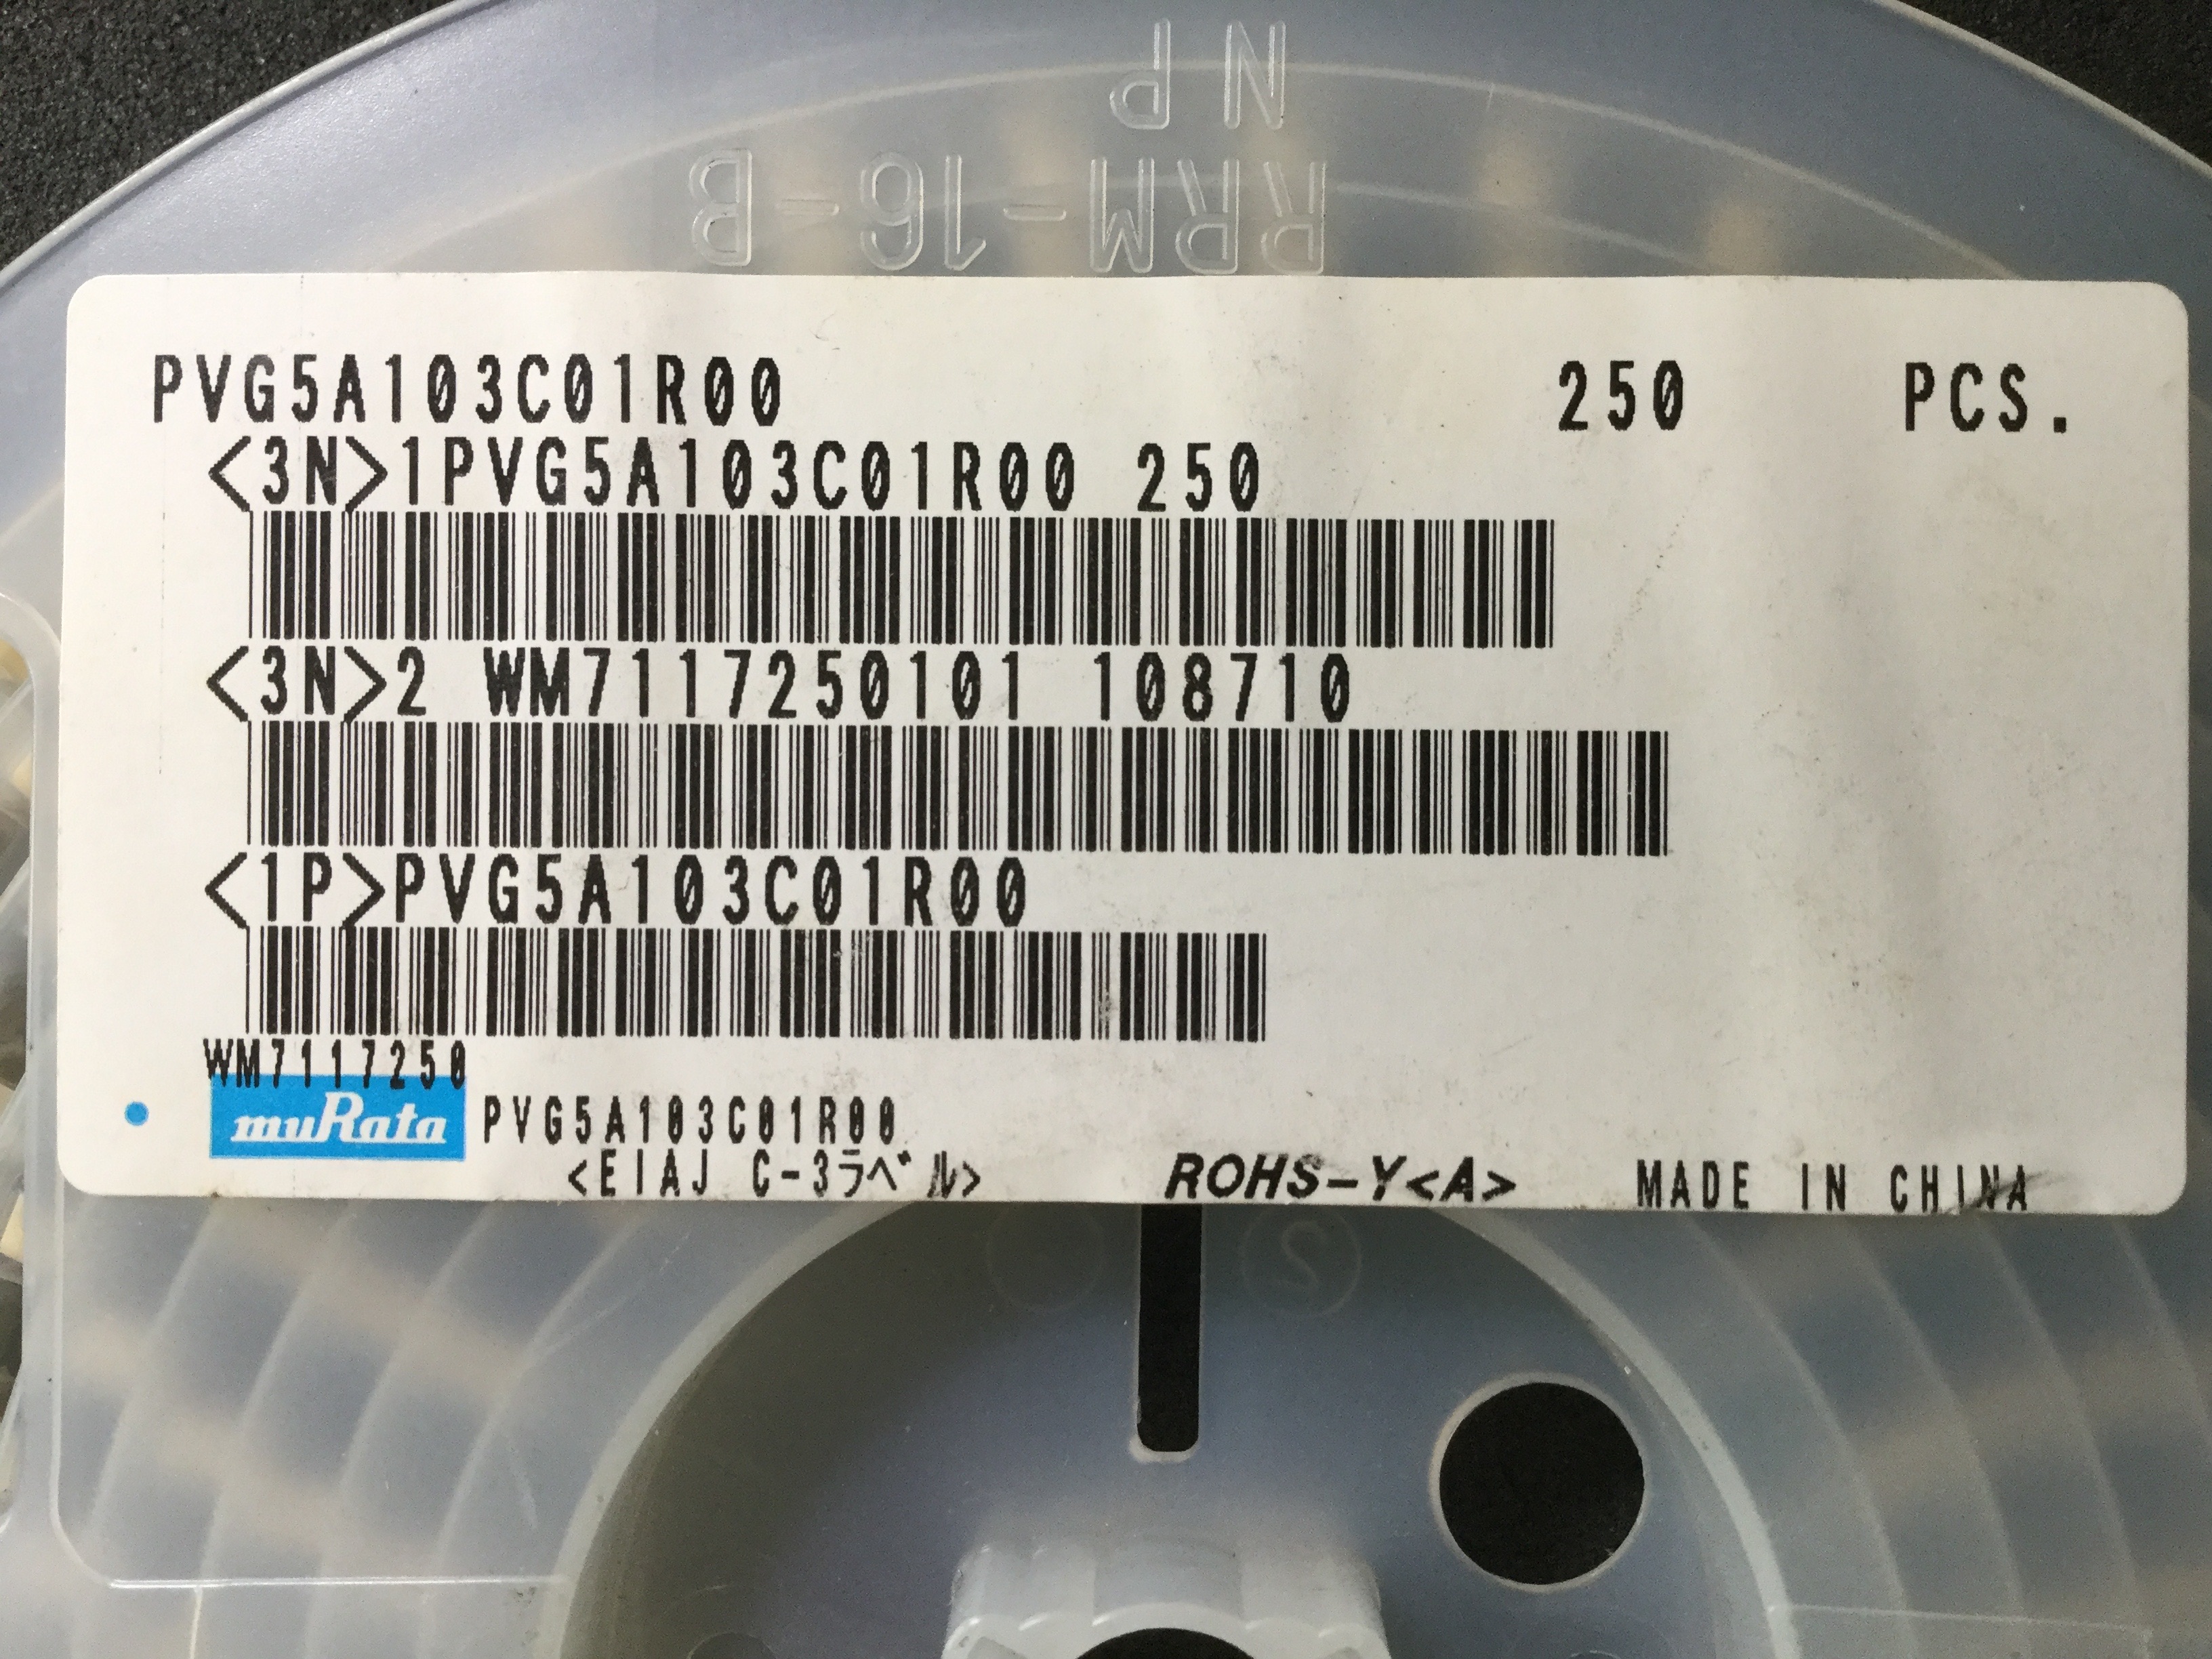 NP
RRM-16-B
PVG5A103C01R00 250 PCS.
<3N>1PVG5A103C01R00 250
<3N>2 WM7117250101 108710
<1P>PVG5A103C01R00
WM7117250
muRata PVG5A103C01R00
<EIAJ C-3ラベル> ROHS-Y<A> MADE IN CHINA
S